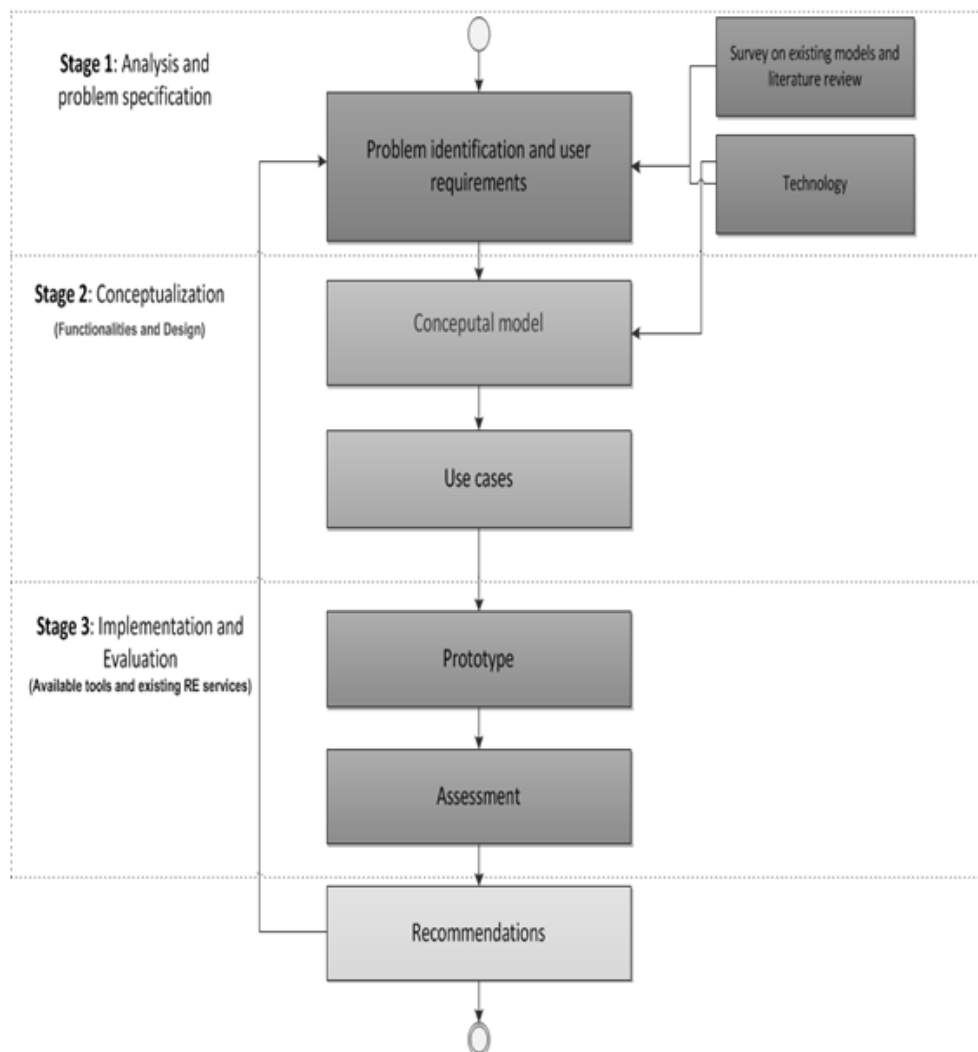 Stage 1: Analysis and
problem specification
Survey on existing models and
literature review
Problem identification and user
requirements
Technology
Stage 2: Conceptualization
(Functionalities and Design)
Conceputal model
Use cases
Stage 3: Implementation and
Evaluation
(Available tools and existing RE services)
Prototype
Assessment
Recommendations